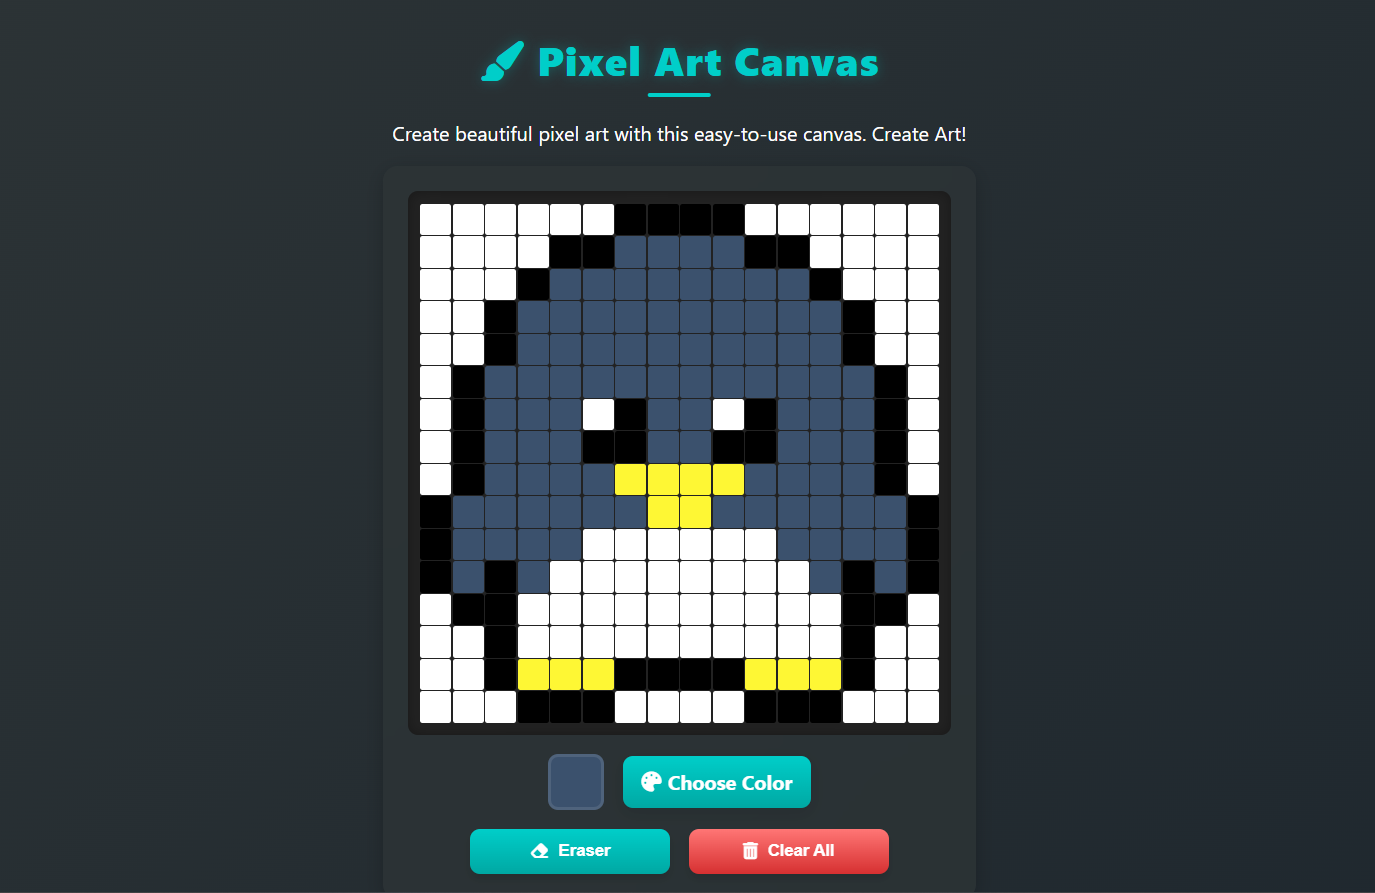 Pixel Art Canvas
Create beautiful pixel art with this easy-to-use canvas. Create Art!
Choose Color
Eraser
Clear All